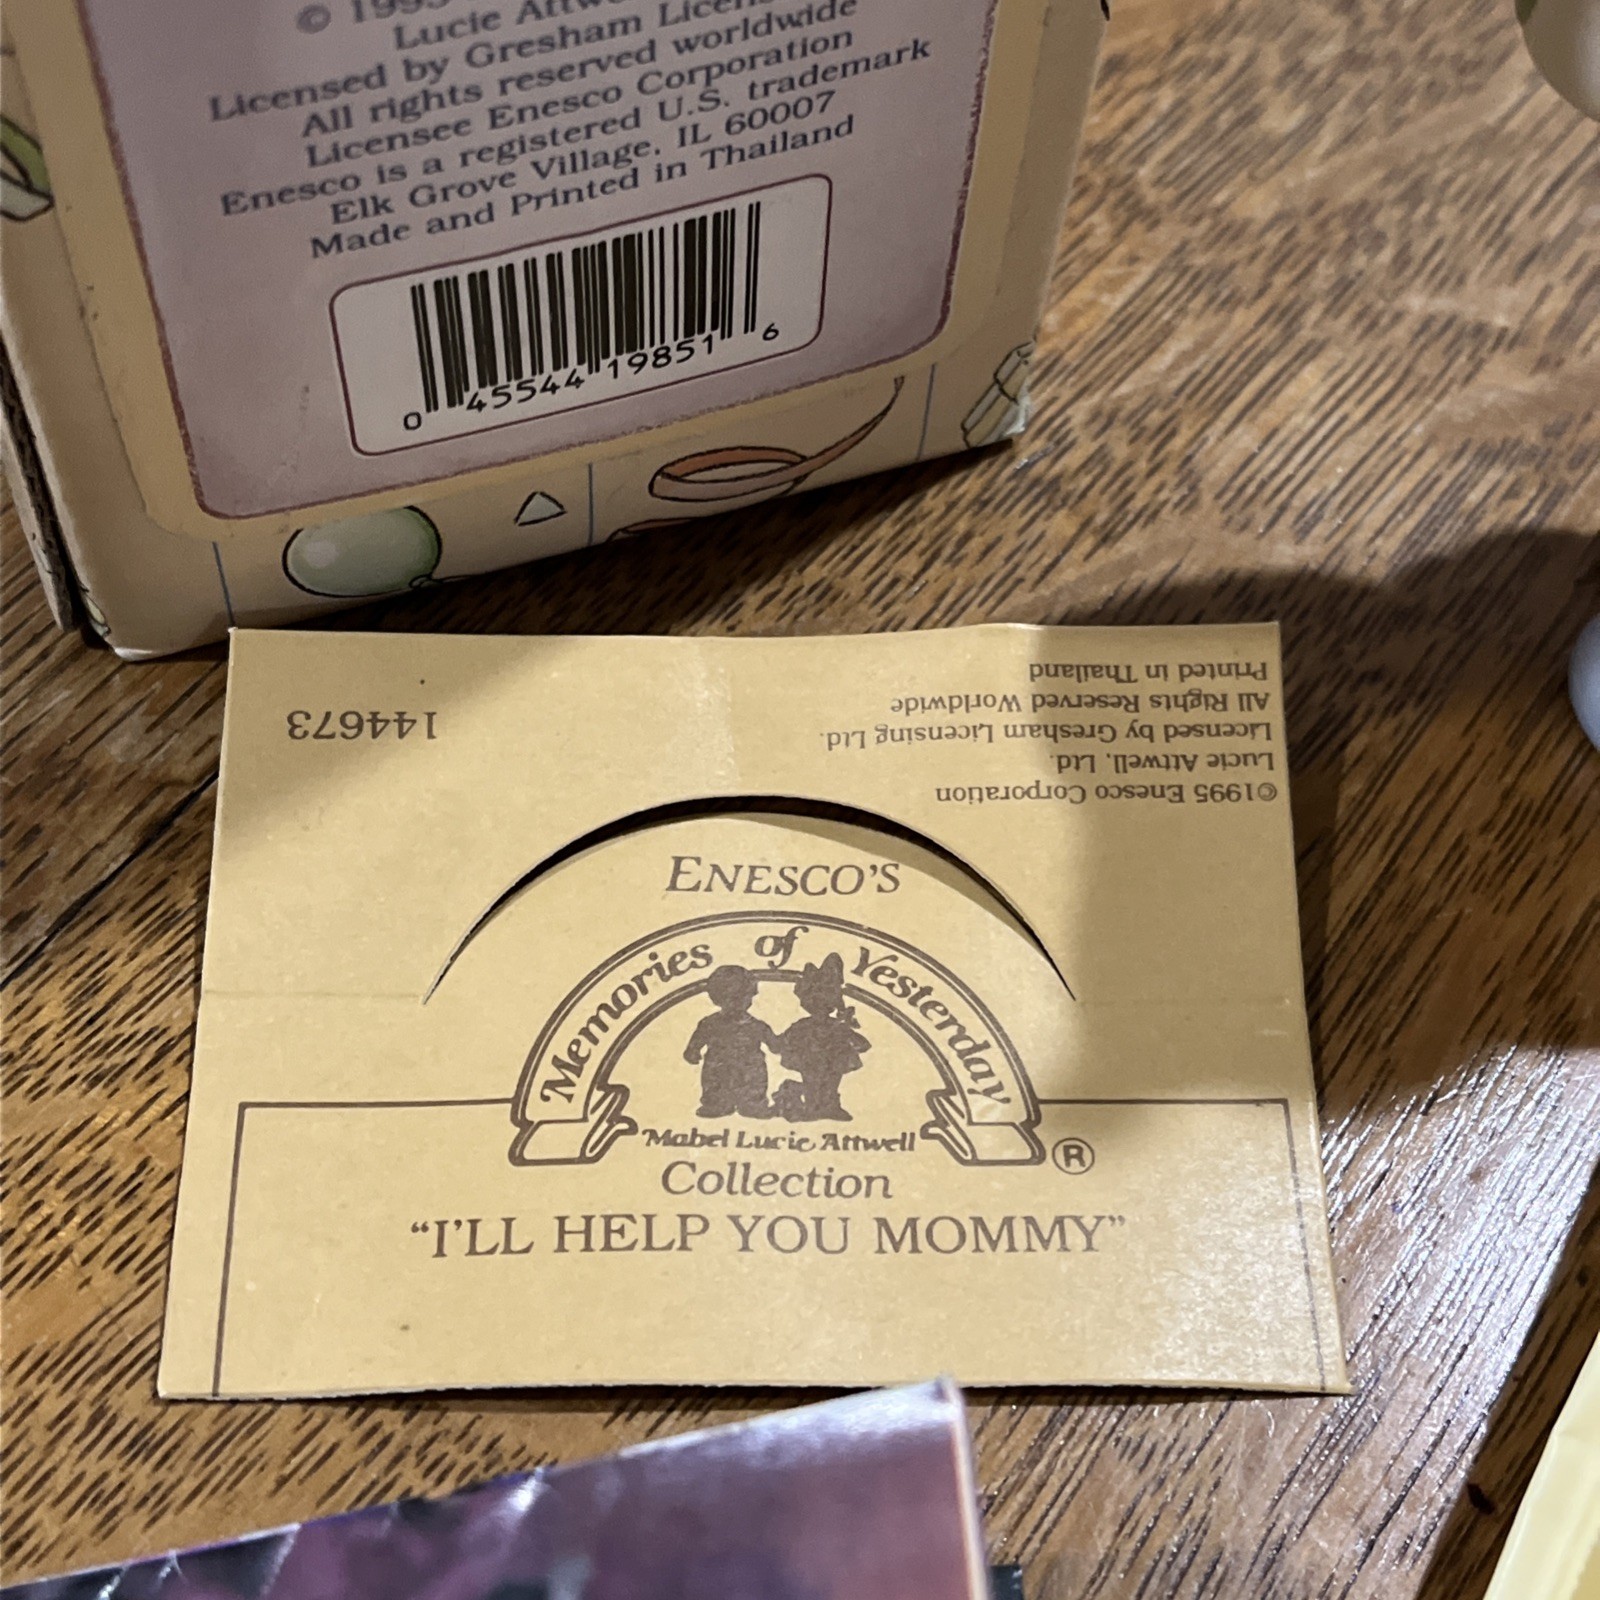 © 1995
Lucie
Licensed by Gresham
All rights reserved worldwide
Licensee Enesco Corporation
Enesco is a registered U.S. trademark
Elk Grove Village, IL 60007
Made and Printed in Thailand
0 45544 19851 6
144673
©1995 Enesco Corporation
Lucie Attwell, Ltd.
Licensed by Gresham Licensing Ltd.
All Rights Reserved Worldwide
Printed in Thailand
ENESCO'S
Memories of Yesterday
Mabel Lucie Attwell
®
Collection
“I'LL HELP YOU MOMMY”